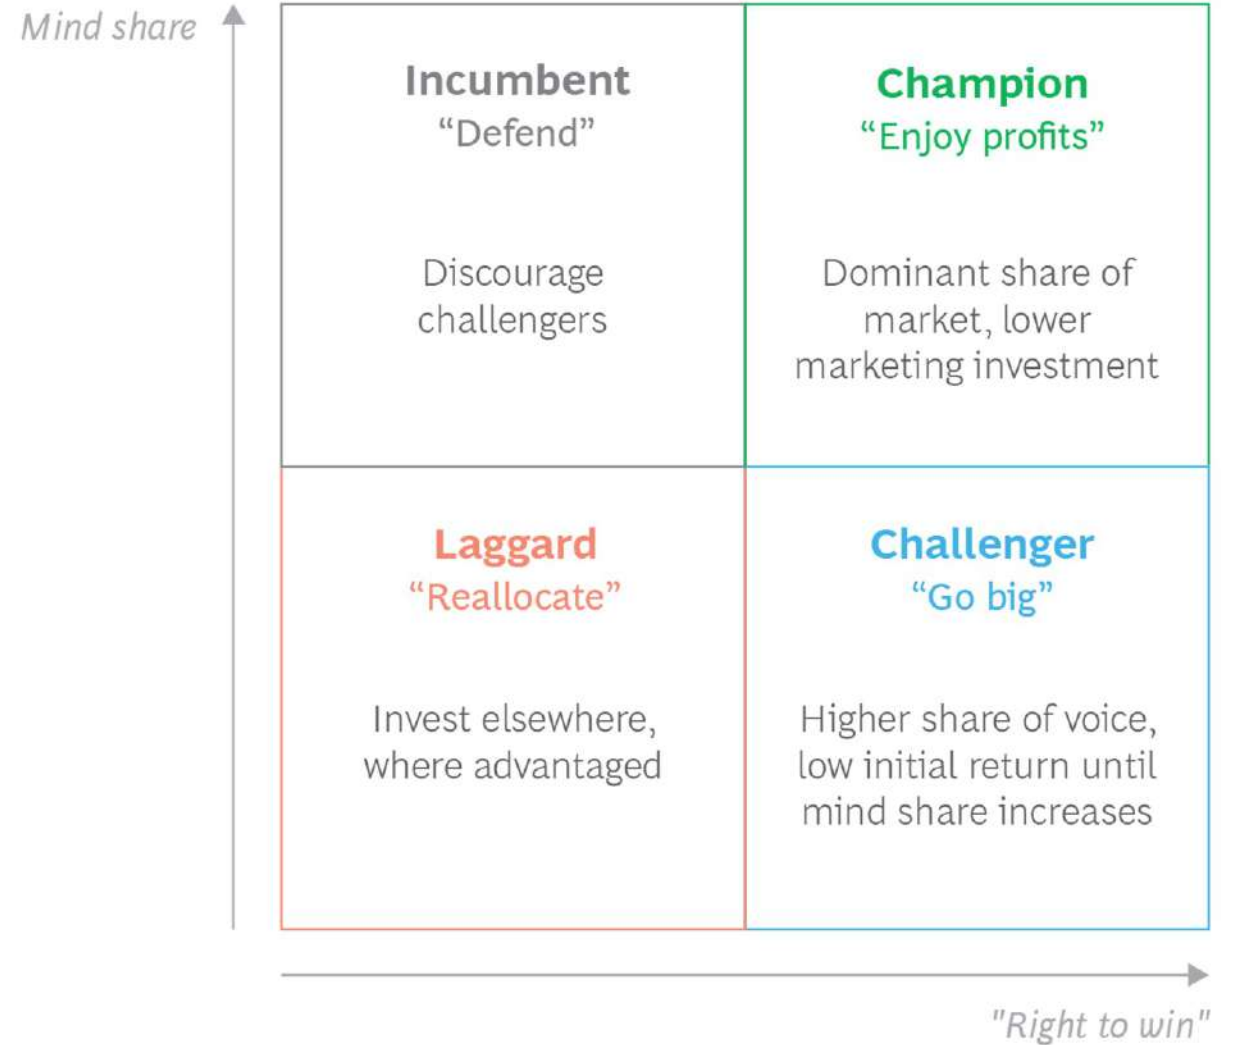 Mind share
Incumbent
“Defend”
Discourage
challengers
Champion
“Enjoy profits”
Dominant share of
market, lower
marketing investment
Laggard
“Reallocate”
Invest elsewhere,
where advantaged
Challenger
“Go big”
Higher share of voice,
low initial return until
mind share increases
"Right to win"